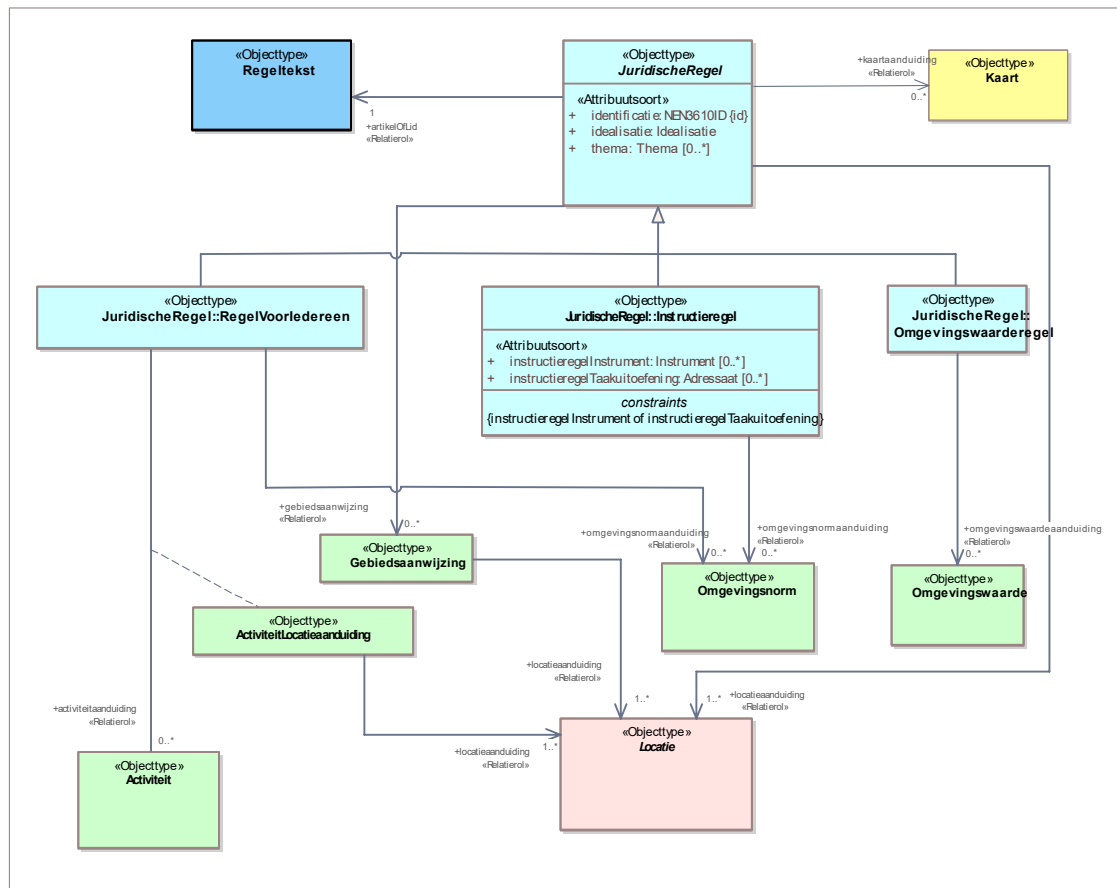 «Objecttype»
Regeltekst
«Objecttype»
JuridischeRegel
«Attribuutsoort»
+ identificatie: NEN3610ID {id}
+ idealisatie: Idealisatie
+ thema: Thema [0..*]
+kaartaanduiding
«Relatierol»
0..*
«Objecttype»
Kaart
1
+artikelOfLid
«Relatierol»
«Objecttype»
JuridischeRegel::RegelVoorIedereen
«Objecttype»
JuridischeRegel::Instructieregel
«Attribuutsoort»
+ instructieregelInstrument: Instrument [0..*]
+ instructieregelTaakuitoefening: Adressaat [0..*]
constraints
{instructieregelInstrument of instructieregelTaakuitoefening}
«Objecttype»
JuridischeRegel::
Omgevingswaarderegel
+gebiedsaanwijzing
«Relatierol»
0..*
+omgevingsnormaanduiding
«Relatierol»
0..*
+omgevingsnormaanduiding
«Relatierol»
0..*
+omgevingswaardeaanduiding
«Relatierol»
0..*
«Objecttype»
Gebiedsaanwijzing
«Objecttype»
Omgevingsnorm
«Objecttype»
Omgevingswaarde
«Objecttype»
ActiviteitLocatieaanduiding
+locatieaanduiding
«Relatierol»
1..*
+locatieaanduiding
«Relatierol»
1..*
+activiteitaanduiding
«Relatierol»
0..*
+locatieaanduiding
«Relatierol»
1..*
«Objecttype»
Locatie
«Objecttype»
Activiteit